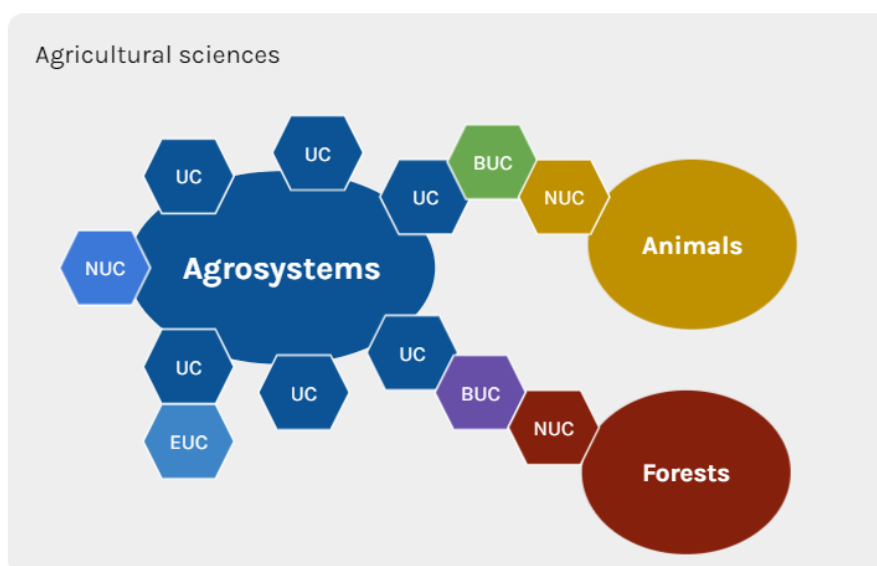 Agricultural sciences
UC
UC
UC
BUC
NUC
Animals
NUC
Agrosystems
UC
UC
UC
BUC
NUC
EUC
Forests